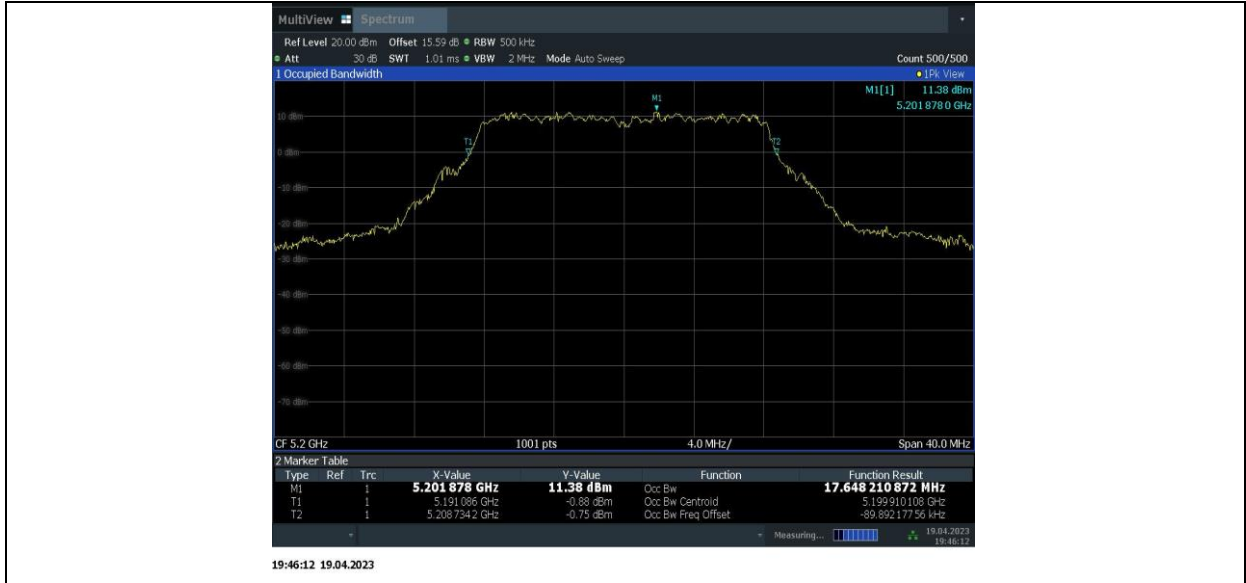 MultiView Spectrum
Ref Level 20.00 dBm Offset 15.59 dB RBW 500 kHz
Att 30 dB SWT 1.01 ms VBW 2 MHz Mode Auto Sweep Count 500/500
1 Occupied Bandwidth 1Pk View
M1[1] 11.38 dBm
5.201 878 0 GHz
M1
10 dBm
T1 T2
0 dBm
-10 dBm
-20 dBm
-30 dBm
-40 dBm
-50 dBm
-60 dBm
-70 dBm
CF 5.2 GHz 1001 pts 4.0 MHz/ Span 40.0 MHz
2 Marker Table
Type Ref Trc X-Value Y-Value Function Function Result
M1 1 5.201 878 GHz 11.38 dBm Occ Bw 17.648 210 872 MHz
T1 1 5.191 086 GHz -0.88 dBm Occ Bw Centroid 5.199 910 108 GHz
T2 1 5.208 734 2 GHz -0.75 dBm Occ Bw Freq Offset -89.892 177 56 kHz
Measuring... 19.04.2023
19:46:12
19:46:12 19.04.2023